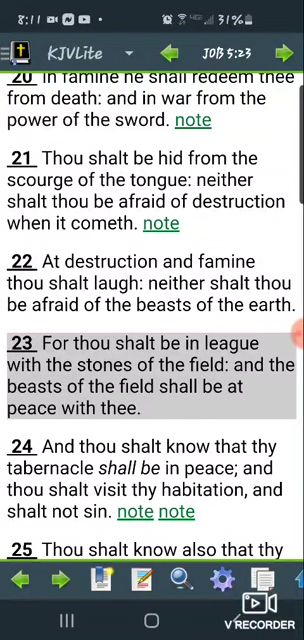 8:11 31%
KJVLite JOB 5:23
20 In famine he shall redeem thee
from death: and in war from the
power of the sword. note
21 Thou shalt be hid from the
scourge of the tongue: neither
shalt thou be afraid of destruction
when it cometh. note
22 At destruction and famine
thou shalt laugh: neither shalt thou
be afraid of the beasts of the earth.
23 For thou shalt be in league
with the stones of the field: and the
beasts of the field shall be at
peace with thee.
24 And thou shalt know that thy
tabernacle shall be in peace; and
thou shalt visit thy habitation, and
shalt not sin. note note
25 Thou shalt know also that thy
V RECORDER